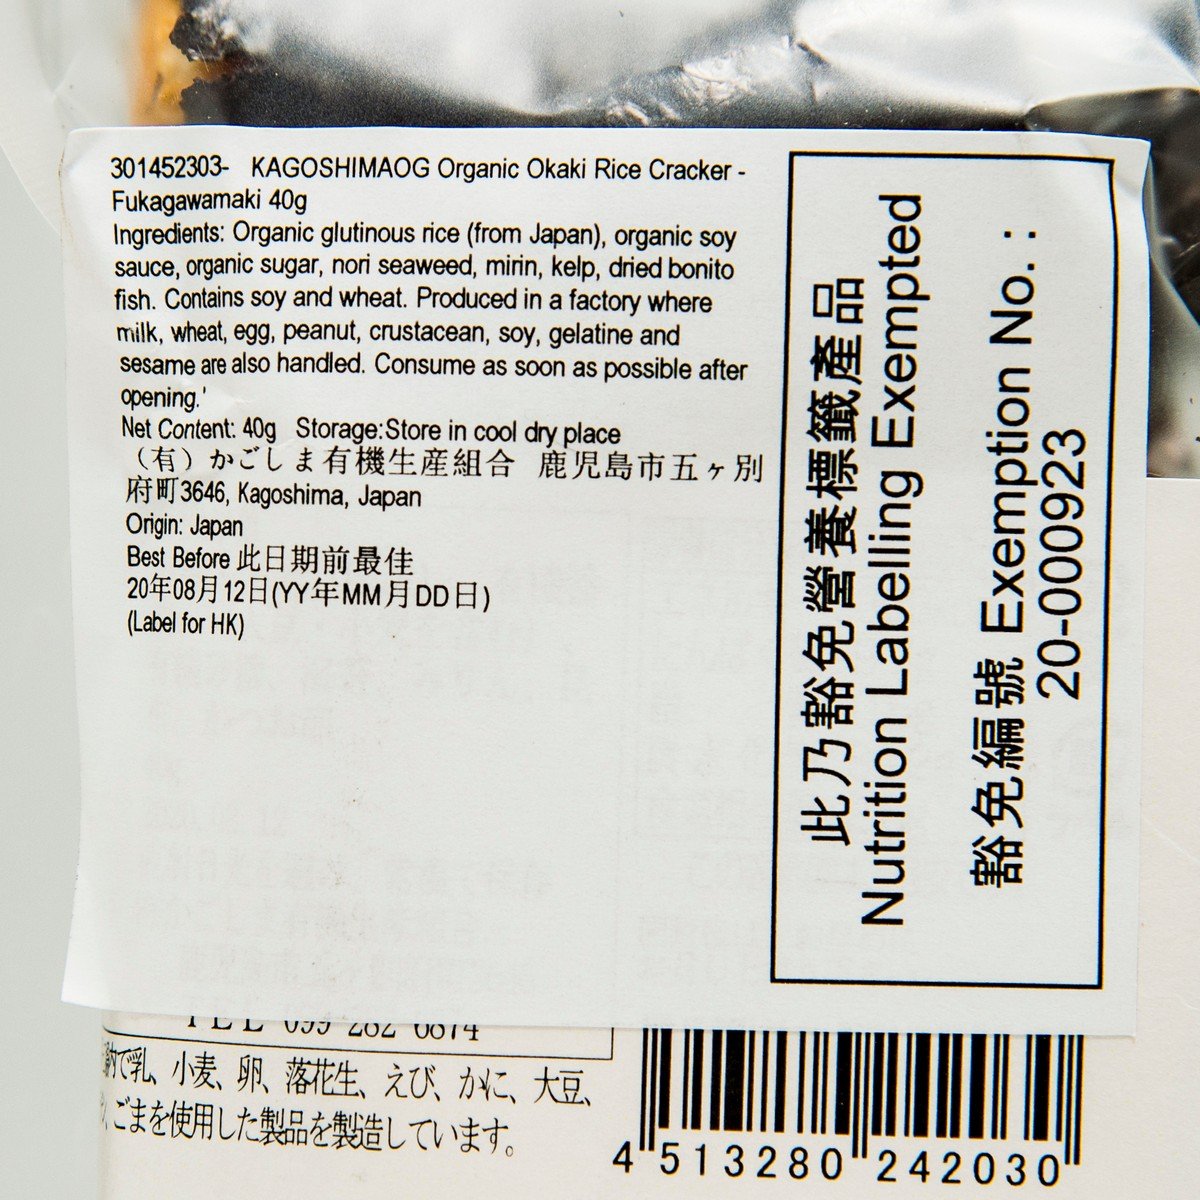 301452303- KAGOSHIMAOG Organic Okaki Rice Cracker -
Fukagawamaki 40g
Ingredients: Organic glutinous rice (from Japan), organic soy
sauce, organic sugar, nori seaweed, mirin, kelp, dried bonito
fish. Contains soy and wheat. Produced in a factory where
milk, wheat, egg, peanut, crustacean, soy, gelatine and
sesame are also handled. Consume as soon as possible after
opening.'
Net Content: 40g Storage:Store in cool dry place
（有）かごしま有機生産組合 鹿児島市五ヶ別
府町3646, Kagoshima, Japan
Origin: Japan
Best Before 此日期前最佳
20年08月12日(YY年MM月DD日)
(Label for HK)
此乃豁免營養標籤產品
Nutrition Labelling Exempted
豁免編號 Exemption No. :
20-000923
TEL 099-282-6874
内で乳、小麦、卵、落花生、えび、かに、大豆、
ごまを使用した製品を製造しています。
4 513280 242030